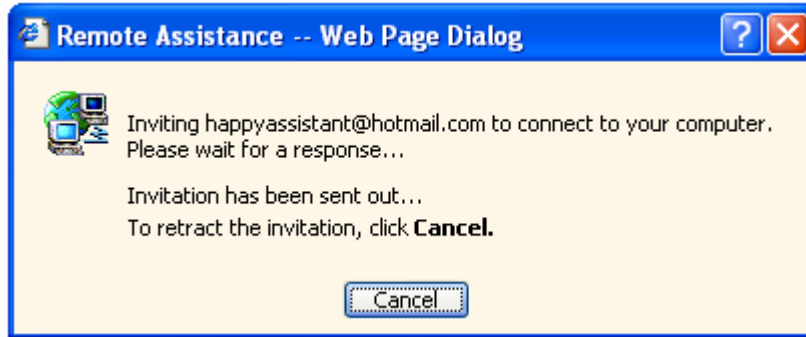 Remote Assistance -- Web Page Dialog
Inviting happyassistant@hotmail.com to connect to your computer.
Please wait for a response...
Invitation has been sent out...
To retract the invitation, click Cancel.
Cancel